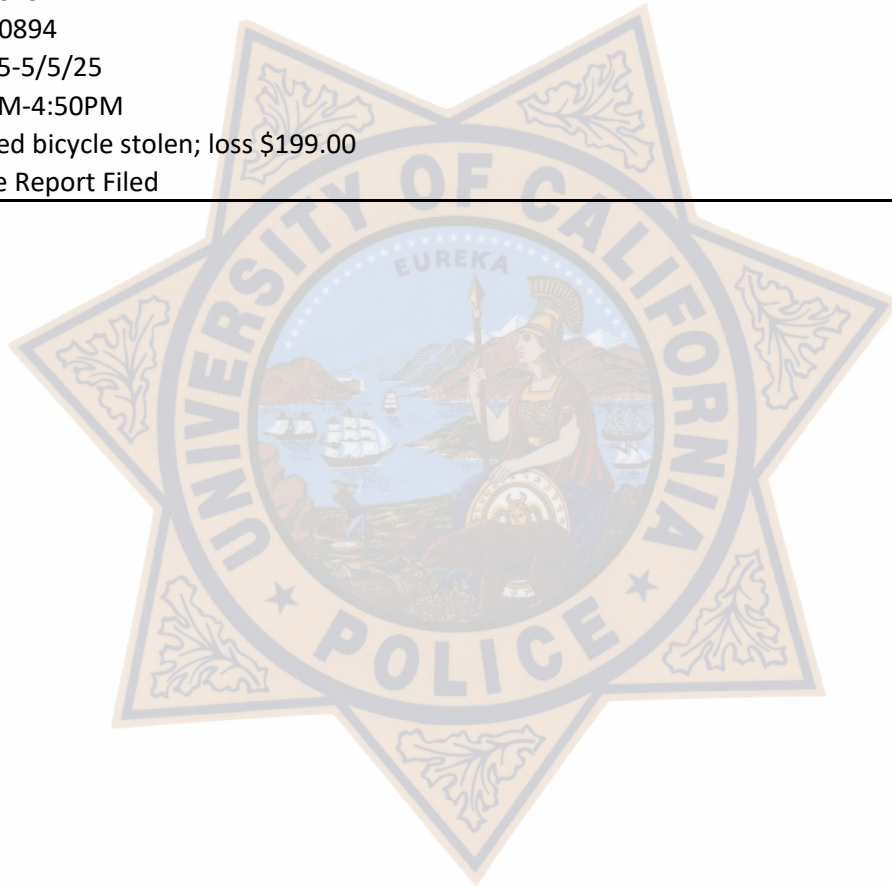 0894
5-5/5/25
M-4:50PM
ed bicycle stolen; loss $199.00
e Report Filed
UNIVERSITY OF CALIFORNIA
EUREKA
POLICE